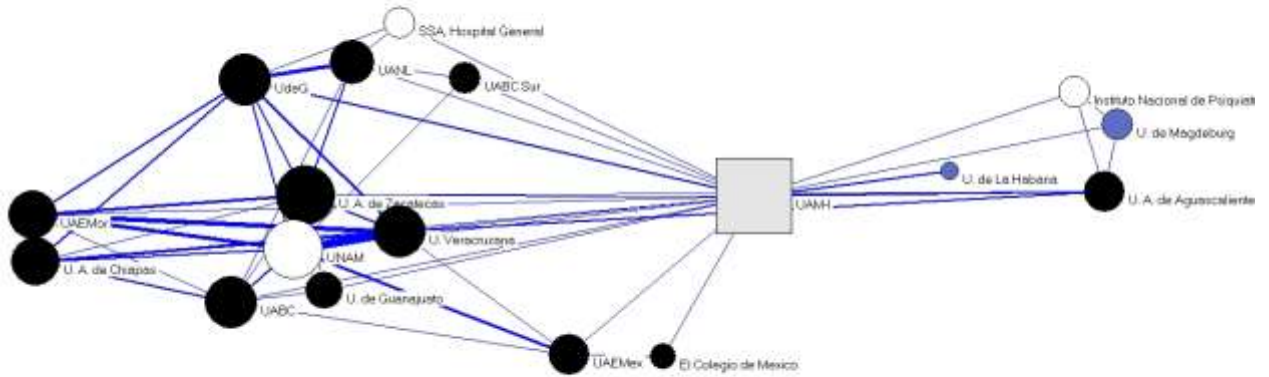 SSA, Hospital General
UANL
UdeG
UABC Sur
Instituto Nacional de Psiquiat
U. de Magdeburg
U. de La Habana
U. A. de Aguascaliente
UAMH
U. A. de Zacatecas
UAEMor
U. Veracruzana
UNAM
U. A. de Chiapas
U. de Guanajuato
UABC
UAEMex
El Colegio de Mexico